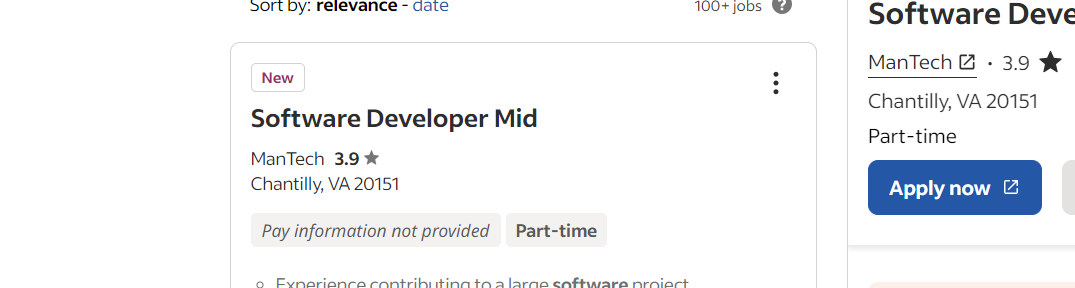 Sort by: relevance - date
100+ jobs ?
New
Software Developer Mid
ManTech 3.9
Chantilly, VA 20151
Pay information not provided
Part-time
Experience contributing to a large software project
Software Deve
ManTech · 3.9
Chantilly, VA 20151
Part-time
Apply now